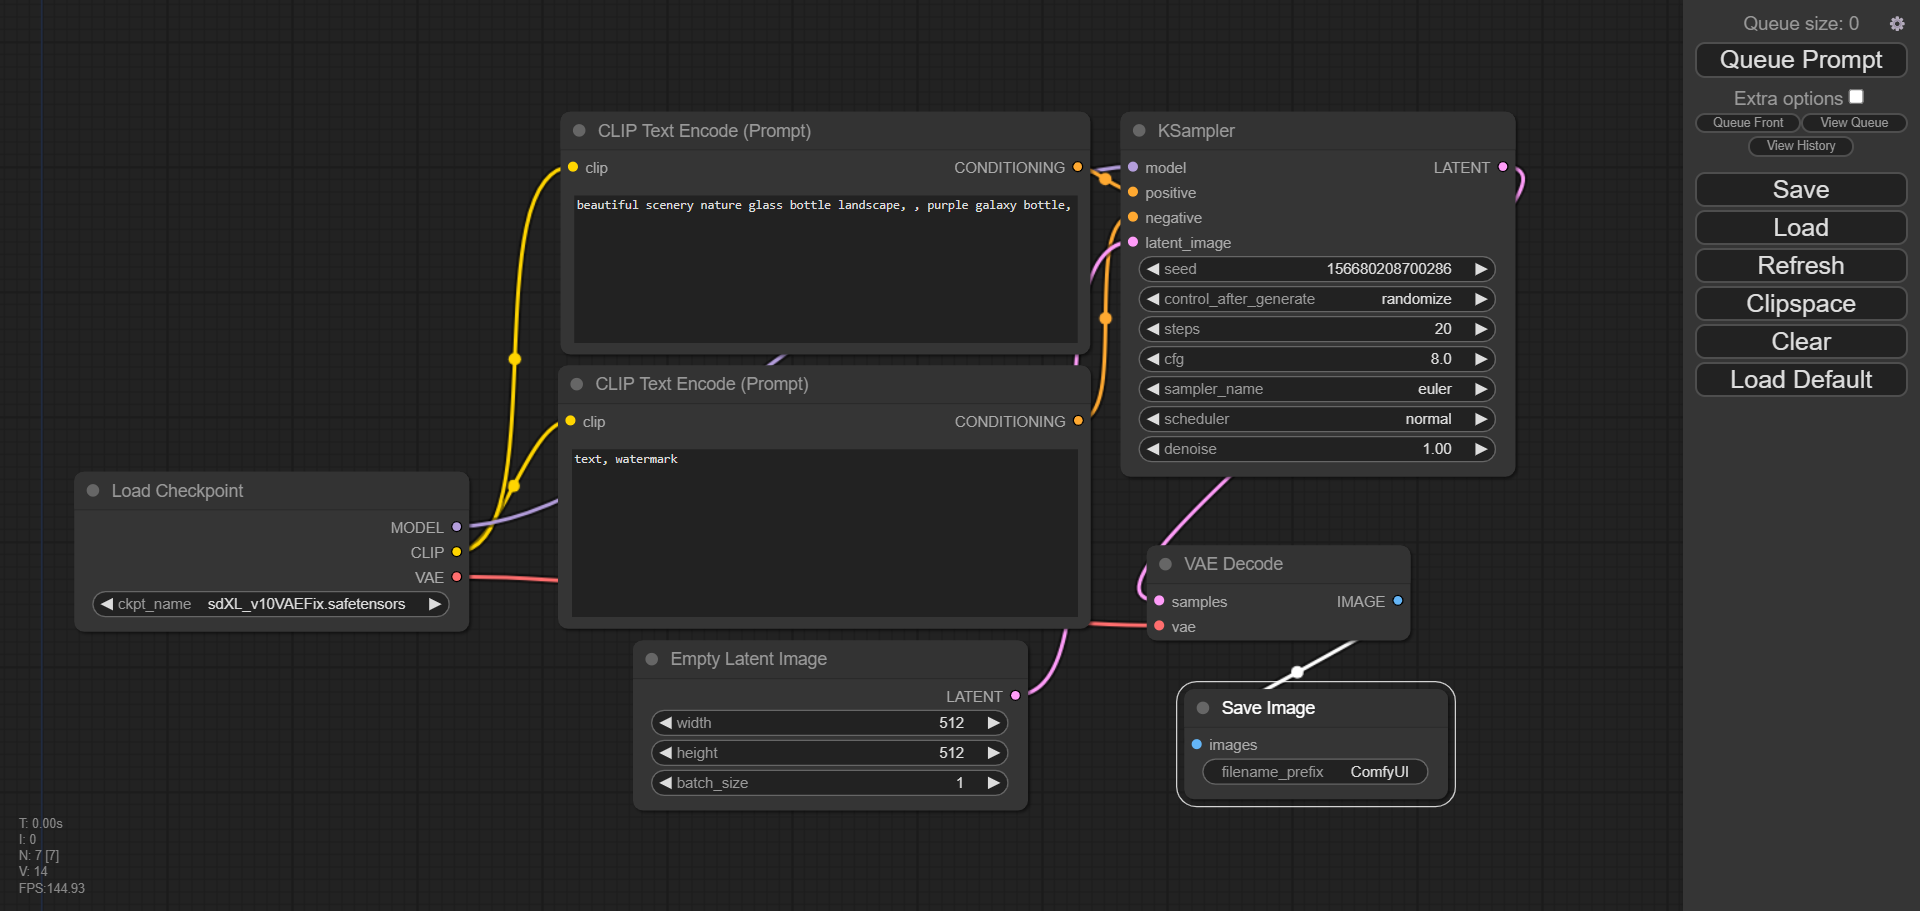 CLIP Text Encode (Prompt)
clip
CONDITIONING
beautiful scenery nature glass bottle landscape, , purple galaxy bottle,
CLIP Text Encode (Prompt)
clip
CONDITIONING
text, watermark
Load Checkpoint
MODEL
CLIP
VAE
ckpt_name sdXL_v10VAEFix.safetensors
Empty Latent Image
LATENT
width 512
height 512
batch_size 1
KSampler
model LATENT
positive
negative
latent_image
seed 156680208700286
control_after_generate randomize
steps 20
cfg 8.0
sampler_name euler
scheduler normal
denoise 1.00
VAE Decode
samples IMAGE
vae
Save Image
images
filename_prefix ComfyUI
Queue size: 0
Queue Prompt
Extra options
Queue Front View Queue
View History
Save
Load
Refresh
Clipspace
Clear
Load Default
T: 0.00s
I: 0
N: 7 [7]
V: 14
FPS:144.93